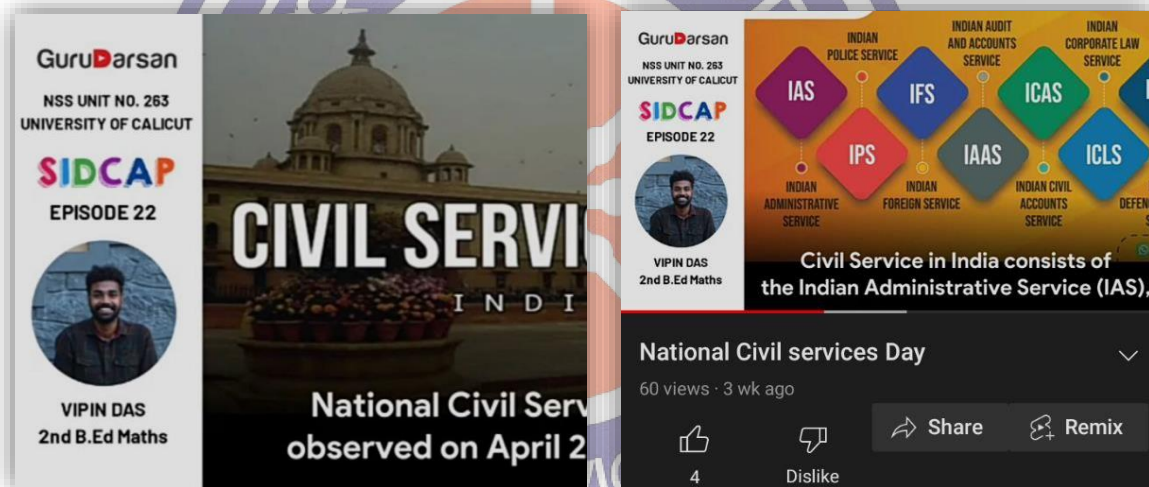 GuruDarsan
NSS UNIT NO. 263
UNIVERSITY OF CALICUT
SIDCAP
EPISODE 22
VIPIN DAS
2nd B.Ed Maths
CIVIL SERVI
INDI
National Civil Serv
observed on April 2
GuruDarsan
NSS UNIT NO. 263
UNIVERSITY OF CALICUT
SIDCAP
EPISODE 22
VIPIN DAS
2nd B.Ed Maths
INDIAN
POLICE SERVICE
INDIAN AUDIT
AND ACCOUNTS
SERVICE
INDIAN
CORPORATE LAW
SERVICE
IAS
IFS
ICAS
IPS
IAAS
ICLS
INDIAN
ADMINISTRATIVE
SERVICE
INDIAN
FOREIGN SERVICE
INDIAN CIVIL
ACCOUNTS
SERVICE
DEFEN
S
Civil Service in India consists of
the Indian Administrative Service (IAS),
National Civil services Day
60 views · 3 wk ago
4
Dislike
Share
Remix